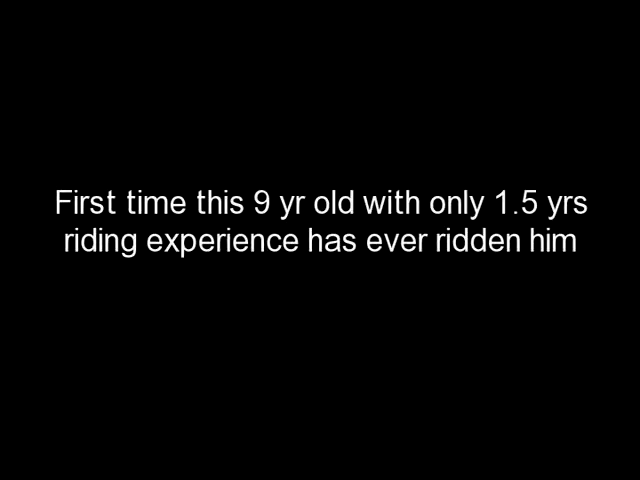 First time this 9 yr old with only 1.5 yrs
riding experience has ever ridden him